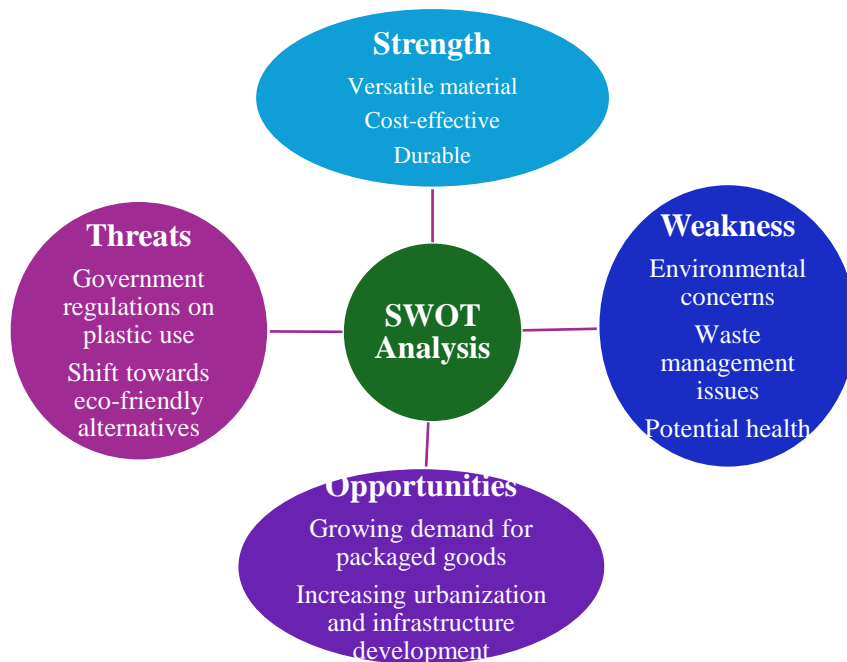 Strength
Versatile material
Cost-effective
Durable
Threats
Government
regulations on
plastic use
Shift towards
eco-friendly
alternatives
SWOT
Analysis
Weakness
Environmental
concerns
Waste
management
issues
Potential health
Opportunities
Growing demand for
packaged goods
Increasing urbanization
and infrastructure
development